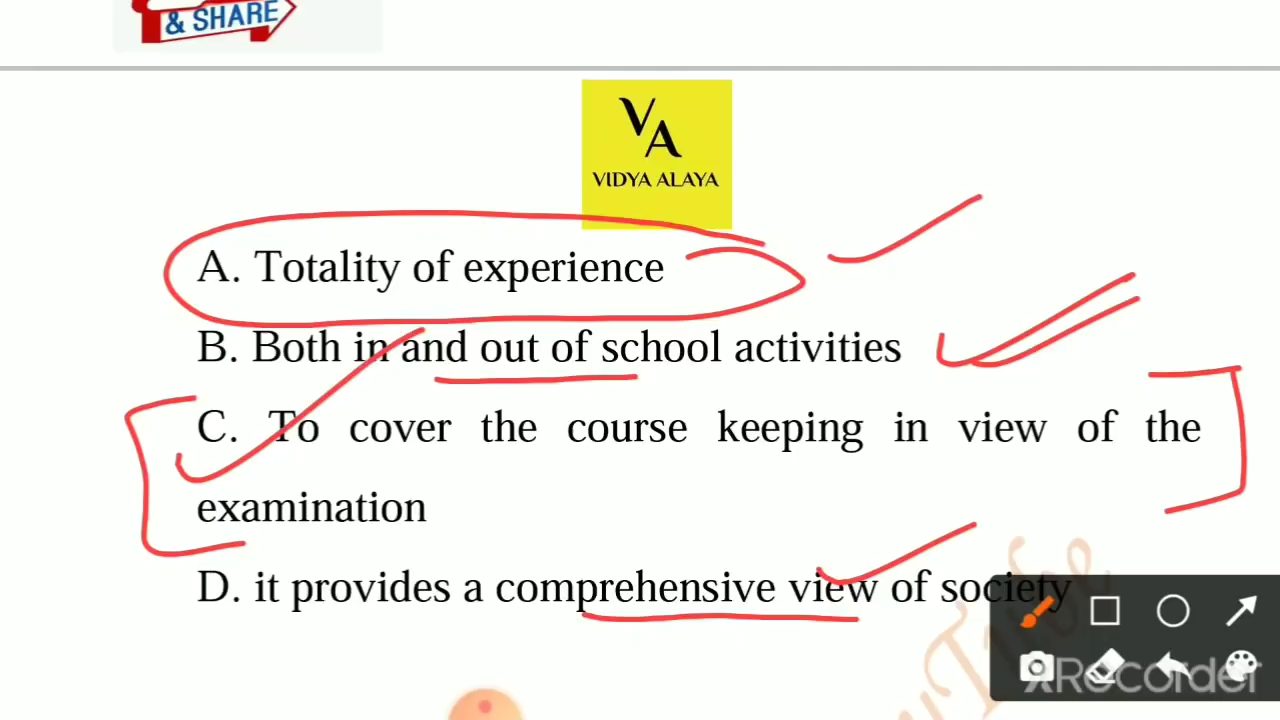 & SHARE
VA
VIDYA ALAYA
A. Totality of experience
B. Both in and out of school activities
C. To cover the course keeping in view of the
examination
D. it provides a comprehensive view of society
XRecorder